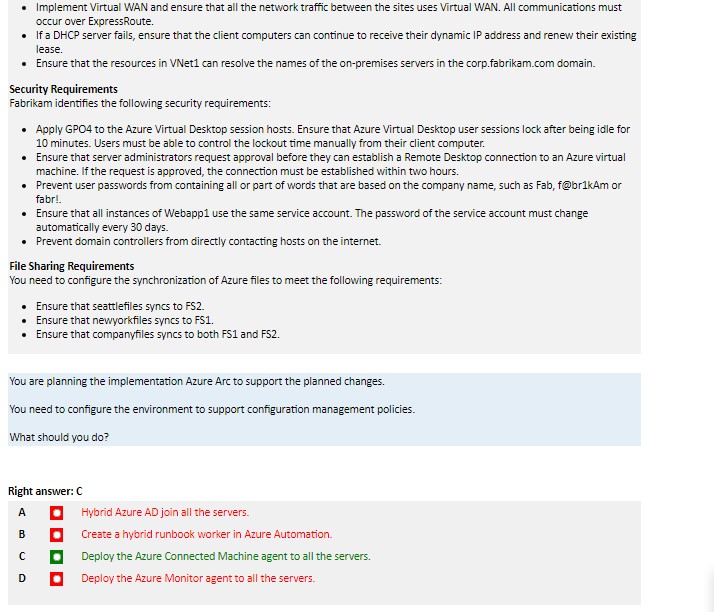 • Implement Virtual WAN and ensure that all the network traffic between the sites uses Virtual WAN. All communications must
occur over ExpressRoute.
• If a DHCP server fails, ensure that the client computers can continue to receive their dynamic IP address and renew their existing
lease.
• Ensure that the resources in VNet1 can resolve the names of the on-premises servers in the corp.fabrikam.com domain.
Security Requirements
Fabrikam identifies the following security requirements:
• Apply GPO4 to the Azure Virtual Desktop session hosts. Ensure that Azure Virtual Desktop user sessions lock after being idle for
10 minutes. Users must be able to control the lockout time manually from their client computer.
• Ensure that server administrators request approval before they can establish a Remote Desktop connection to an Azure virtual
machine. If the request is approved, the connection must be established within two hours.
• Prevent user passwords from containing all or part of words that are based on the company name, such as Fab, f@br1kAm or
fabr!.
• Ensure that all instances of Webapp1 use the same service account. The password of the service account must change
automatically every 30 days.
• Prevent domain controllers from directly contacting hosts on the internet.
File Sharing Requirements
You need to configure the synchronization of Azure files to meet the following requirements:
• Ensure that seattlefiles syncs to FS2.
• Ensure that newyorkfiles syncs to FS1.
• Ensure that companyfiles syncs to both FS1 and FS2.
You are planning the implementation Azure Arc to support the planned changes.
You need to configure the environment to support configuration management policies.
What should you do?
Right answer: C
A Hybrid Azure AD join all the servers.
B Create a hybrid runbook worker in Azure Automation.
C Deploy the Azure Connected Machine agent to all the servers.
D Deploy the Azure Monitor agent to all the servers.